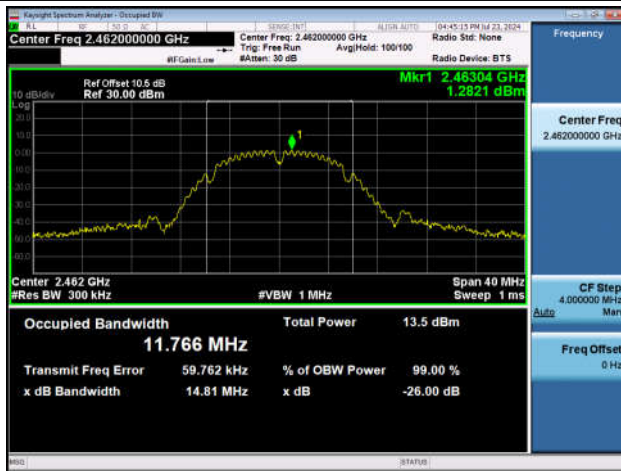 Keysight Spectrum Analyzer - Occupied BW
RL RF 50 Ω AC SENSE:INT ALIGN AUTO 04:45:15 PM Jul 23, 2024
Center Freq 2.462000000 GHz
#IFGain:Low
Center Freq: 2.462000000 GHz
Trig: Free Run Avg|Hold: 100/100
#Atten: 30 dB
Radio Std: None
Radio Device: BTS
Frequency
Mkr1 2.46304 GHz
1.2821 dBm
Ref Offset 10.5 dB
10 dB/div Ref 30.00 dBm
Log
20.0
10.0
0.00
-10.0
-20.0
-30.0
-40.0
-50.0
-60.0
1
Center 2.462 GHz Span 40 MHz
#Res BW 300 kHz #VBW 1 MHz Sweep 1 ms
Occupied Bandwidth Total Power 13.5 dBm
11.766 MHz
Transmit Freq Error 59.762 kHz % of OBW Power 99.00 %
x dB Bandwidth 14.81 MHz x dB -26.00 dB
Center Freq
2.462000000 GHz
CF Step
4.000000 MHz
Auto Man
Freq Offset
0 Hz
MSG STATUS